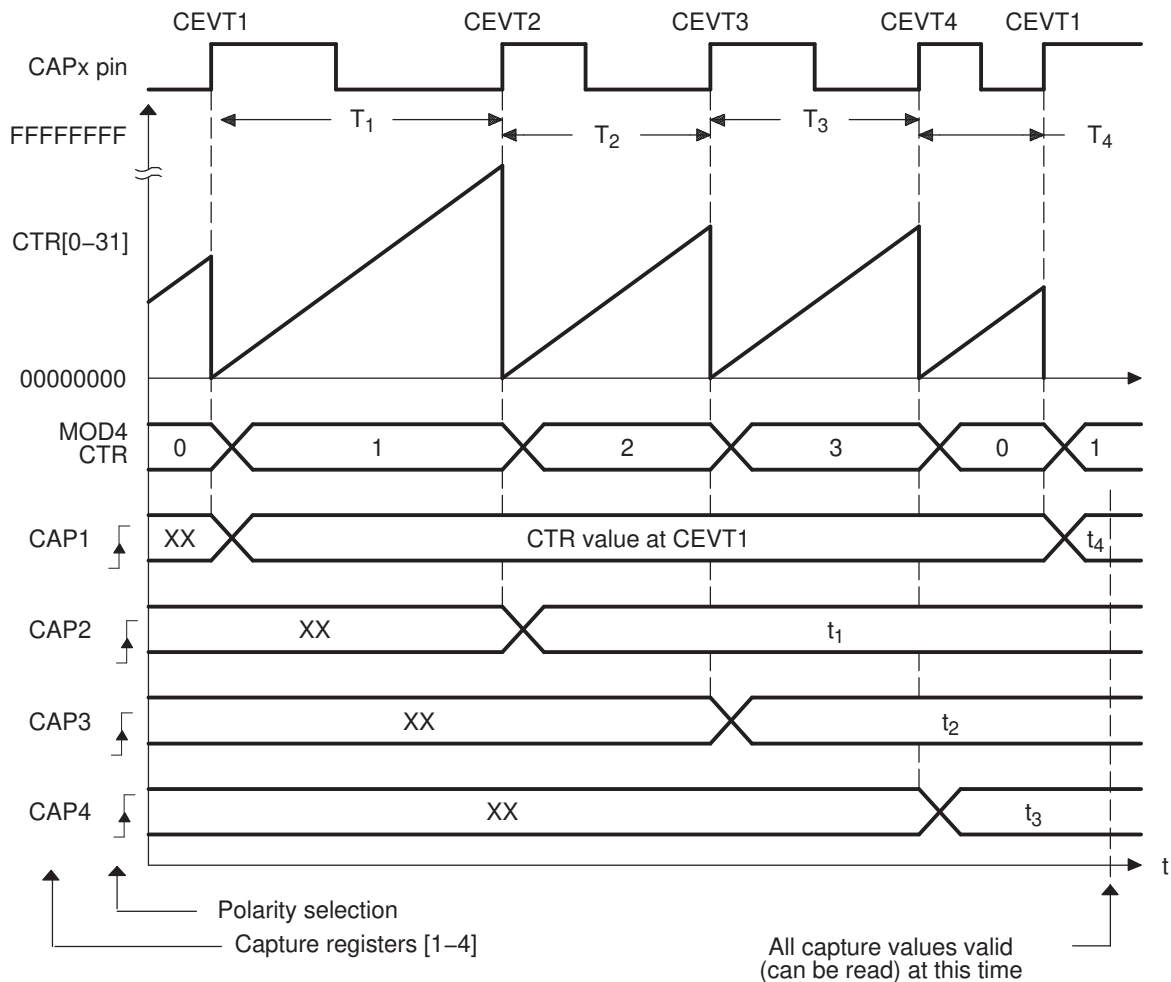 CEVT1 CEVT2 CEVT3 CEVT4 CEVT1
CAPx pin
T1 T3
FFFFFFFF T2 T4
CTR[0−31]
00000000
MOD4
CTR
0 1 2 3 0 1
CAP1 XX CTR value at CEVT1 t4
CAP2 XX t1
CAP3 XX t2
CAP4 XX t3
t
Polarity selection
Capture registers [1−4]
All capture values valid
(can be read) at this time